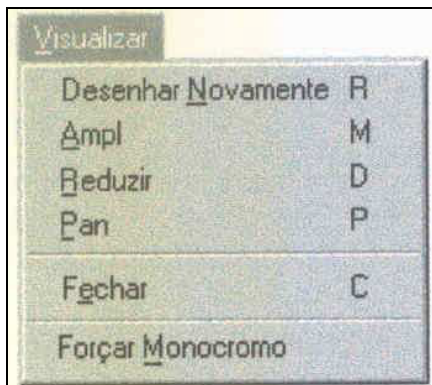 Visualizar
Desenhar Novamente R
Ampl M
Reduzir D
Pan P
Fechar C
Forçar Monocromo